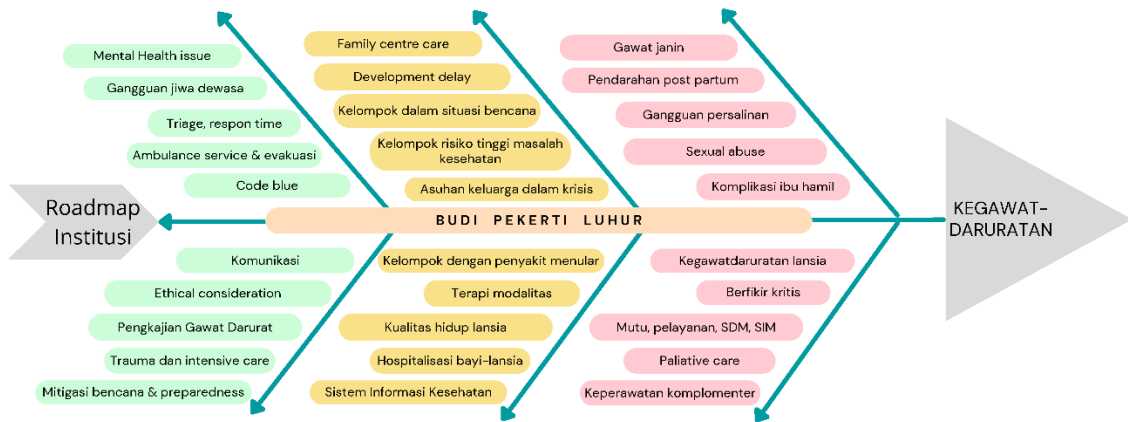 Mental Health issue
Gangguan jiwa dewasa
Triage, respon time
Ambulance service & evakuasi
Code blue
Family centre care
Development delay
Kelompok dalam situasi bencana
Kelompok risiko tinggi masalah
kesehatan
Asuhan keluarga dalam krisis
Gawat janin
Pendarahan post partum
Gangguan persalinan
Sexual abuse
Komplikasi ibu hamil
Roadmap
Institusi
BUDI PEKERTI LUHUR
KEGAWAT-
DARURATAN
Komunikasi
Ethical consideration
Pengkajian Gawat Darurat
Trauma dan intensive care
Mitigasi bencana & preparedness
Kelompok dengan penyakit menular
Terapi modalitas
Kualitas hidup lansia
Hospitalisasi bayi-lansia
Sistem Informasi Kesehatan
Kegawatdaruratan lansia
Berfikir kritis
Mutu, pelayanan, SDM, SIM
Paliative care
Keperawatan komplomenter